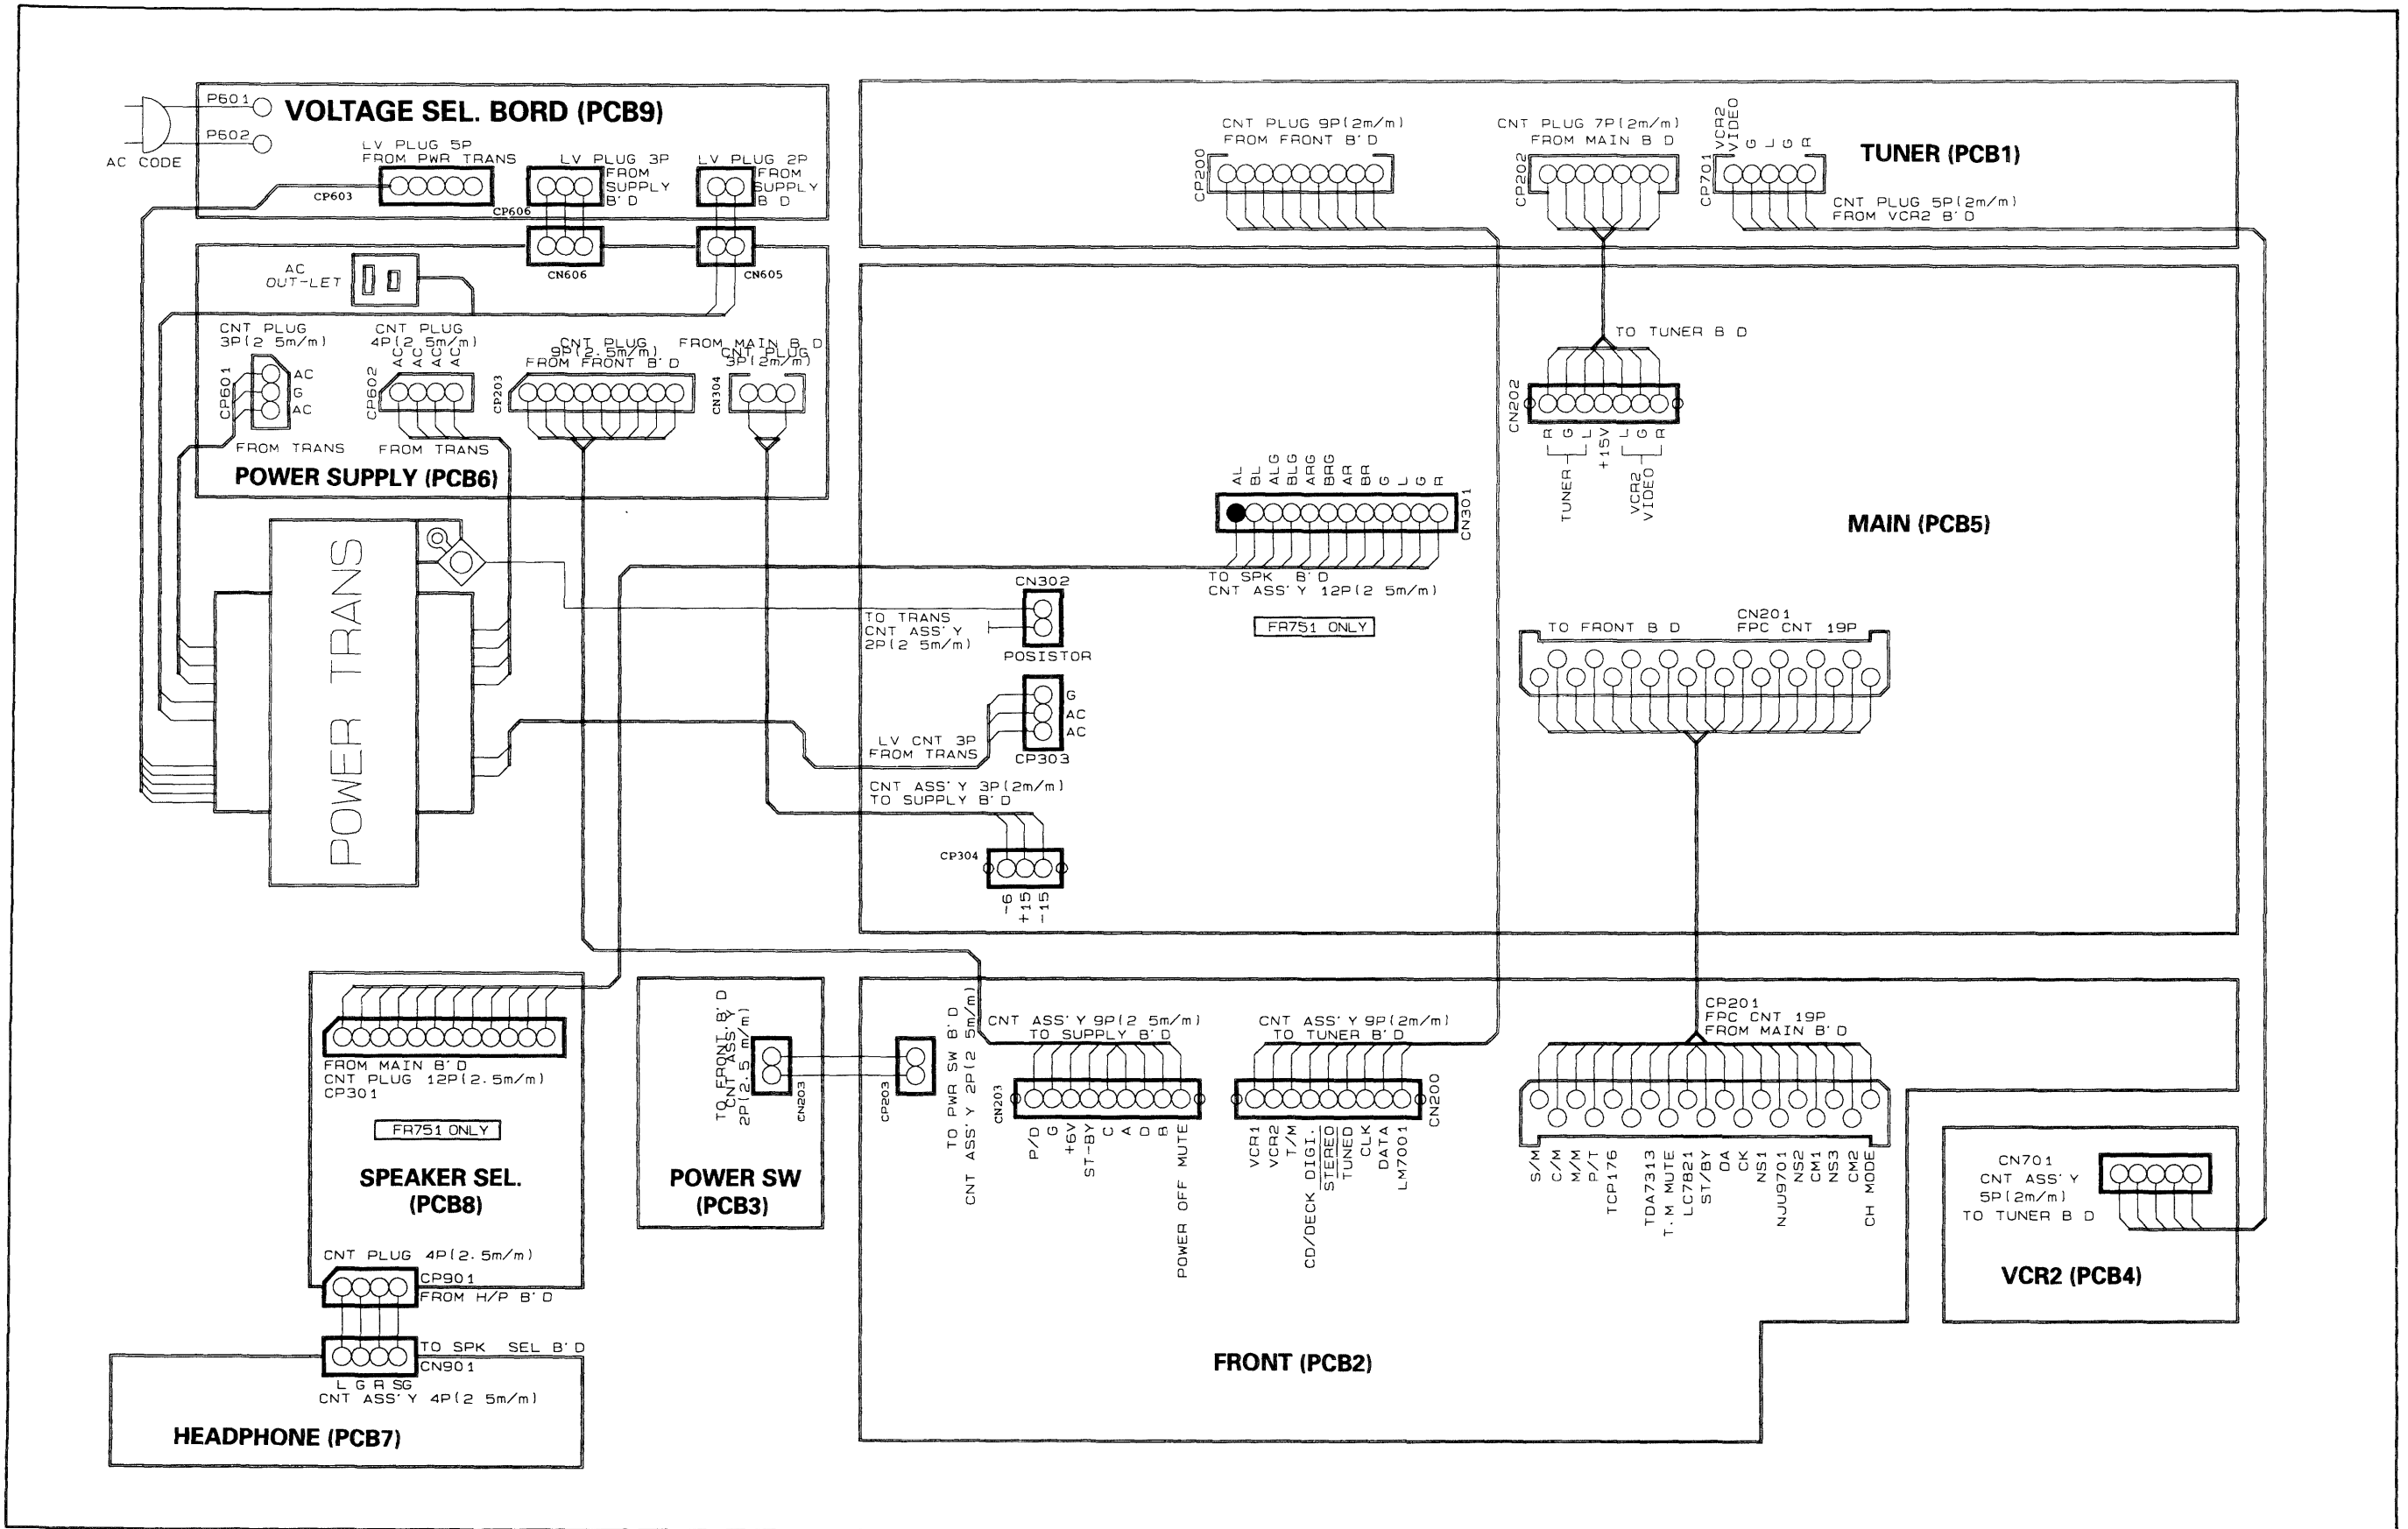 P601
VOLTAGE SEL. BORD (PCB9)
P602
AC CODE
LV PLUG 5P
FROM PWR TRANS
CP603
LV PLUG 3P
FROM
SUPPLY
B'D
CP606
LV PLUG 2P
FROM
SUPPLY
B D
CN606
CN605
AC
OUT-LET
CNT PLUG
3P(2 5m/m)
CP601
AC
G
AC
FROM TRANS
CNT PLUG
4P(2 5m/m)
AC
AC
AC
AC
CP602
FROM TRANS
CNT PLUG
9P(2.5m/m)
FROM FRONT B'D
CP203
FROM MAIN B D
CNT PLUG
3P(2m/m)
CN304
POWER SUPPLY (PCB6)
POWER TRANS
CNT PLUG 9P(2m/m)
FROM FRONT B'D
CP200
CNT PLUG 7P(2m/m)
FROM MAIN B D
CP202
VCR2
VIDEO
G
L
G
R
CP701
TUNER (PCB1)
CNT PLUG 5P(2m/m)
FROM VCR2 B'D
TO TUNER B D
CN202
R
G
L
+15V
L
G
R
TUNER
VCR2
VIDEO
MAIN (PCB5)
AL
BL
ALG
BLG
ARG
BRG
AR
BR
G
L
G
R
CN301
TO SPK B'D
CNT ASS'Y 12P(2 5m/m)
FR751 ONLY
CN302
TO TRANS
CNT ASS'Y
2P(2 5m/m)
POSISTOR
G
AC
AC
LV CNT 3P
FROM TRANS
CP303
CNT ASS'Y 3P(2m/m)
TO SUPPLY B'D
CP304
-6
+15
-15
CN201
TO FRONT B D
FPC CNT 19P
FROM MAIN B'D
CNT PLUG 12P(2.5m/m)
CP301
FR751 ONLY
SPEAKER SEL.
(PCB8)
CNT PLUG 4P(2.5m/m)
CP901
FROM H/P B'D
TO SPK SEL B'D
CN901
L G R SG
CNT ASS'Y 4P(2 5m/m)
HEADPHONE (PCB7)
TO FRONT.B'D
CNT ASS'Y
2P(2.5 m/m)
CN203
POWER SW
(PCB3)
CP203
TO PWR SW B'D
CNT ASS'Y 2P(2 5m/m)
CNT ASS'Y 9P(2 5m/m)
TO SUPPLY B'D
CN203
P/D
G
+6V
ST-BY
C
A
D
B
POWER OFF MUTE
CNT ASS'Y 9P(2m/m)
TO TUNER B'D
CN200
VCR1
VCR2
T/M
CD/DECK DIGI.
STEREO
TUNED
CLK
DATA
LM7001
CP201
FPC CNT 19P
FROM MAIN B'D
S/M
C/M
M/M
P/T
TCP176
TDA7313
T.M MUTE
LC7821
ST/BY
DA
CK
NS1
NJU9701
NS2
CM1
NS3
CM2
CH MODE
FRONT (PCB2)
CN701
CNT ASS'Y
5P(2m/m)
TO TUNER B D
VCR2 (PCB4)